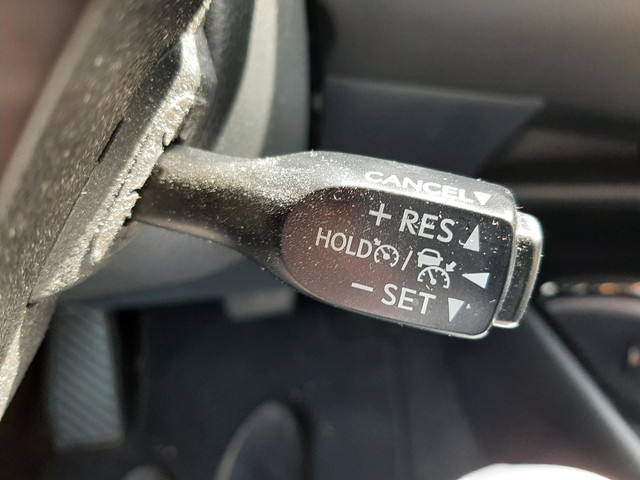 CANCEL▼
+ RES▲
HOLD /◀
− SET▼